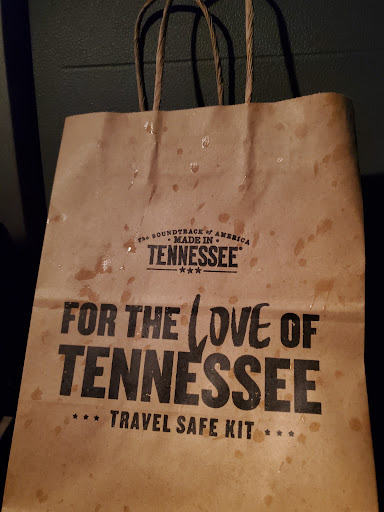 The SOUNDTRACK of AMERICA
• MADE IN •
TENNESSEE
★★★
FOR THE LOVE OF
TENNESSEE
★★★ TRAVEL SAFE KIT ★★★